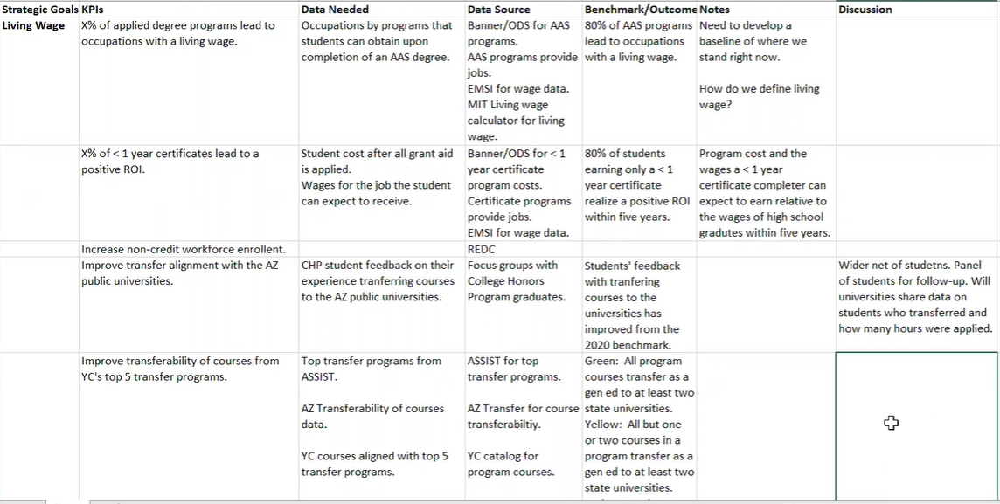 Strategic Goals KPIs Data Needed Data Source Benchmark/Outcome Notes Discussion
Living Wage
X% of applied degree programs lead to
occupations with a living wage.
Occupations by programs that
students can obtain upon
completion of an AAS degree.
Banner/ODS for AAS
programs.
AAS programs provide
jobs.
EMSI for wage data.
MIT Living wage
calculator for living
wage.
80% of AAS programs
lead to occupations
with a living wage.
Need to develop a
baseline of where we
stand right now.
How do we define living
wage?
X% of < 1 year certificates lead to a
positive ROI.
Student cost after all grant aid
is applied.
Wages for the job the student
can expect to receive.
Banner/ODS for < 1
year certificate
program costs.
Certificate programs
provide jobs.
EMSI for wage data.
80% of students
earning only a < 1
year certificate
realize a positive ROI
within five years.
Program cost and the
wages a < 1 year
certificate completer can
expect to earn relative to
the wages of high school
gradutes within five years.
Increase non-credit workforce enrollent.
REDC
Improve transfer alignment with the AZ
public universities.
CHP student feedback on their
experience tranferring courses
to the AZ public universities.
Focus groups with
College Honors
Program graduates.
Students' feedback
with tranfering
courses to the
universities has
improved from the
2020 benchmark.
Wider net of studetns. Panel
of students for follow-up. Will
universities share data on
students who transferred and
how many hours were applied.
Improve transferability of courses from
YC's top 5 transfer programs.
Top transfer programs from
ASSIST.
AZ Transferability of courses
data.
YC courses aligned with top 5
transfer programs.
ASSIST for top
transfer programs.
AZ Transfer for course
transferabiltiy.
YC catalog for
program courses.
Green: All program
courses transfer as a
gen ed to at least two
state universities.
Yellow: All but one
or two courses in a
program transfer as a
gen ed to at least two
state universities.